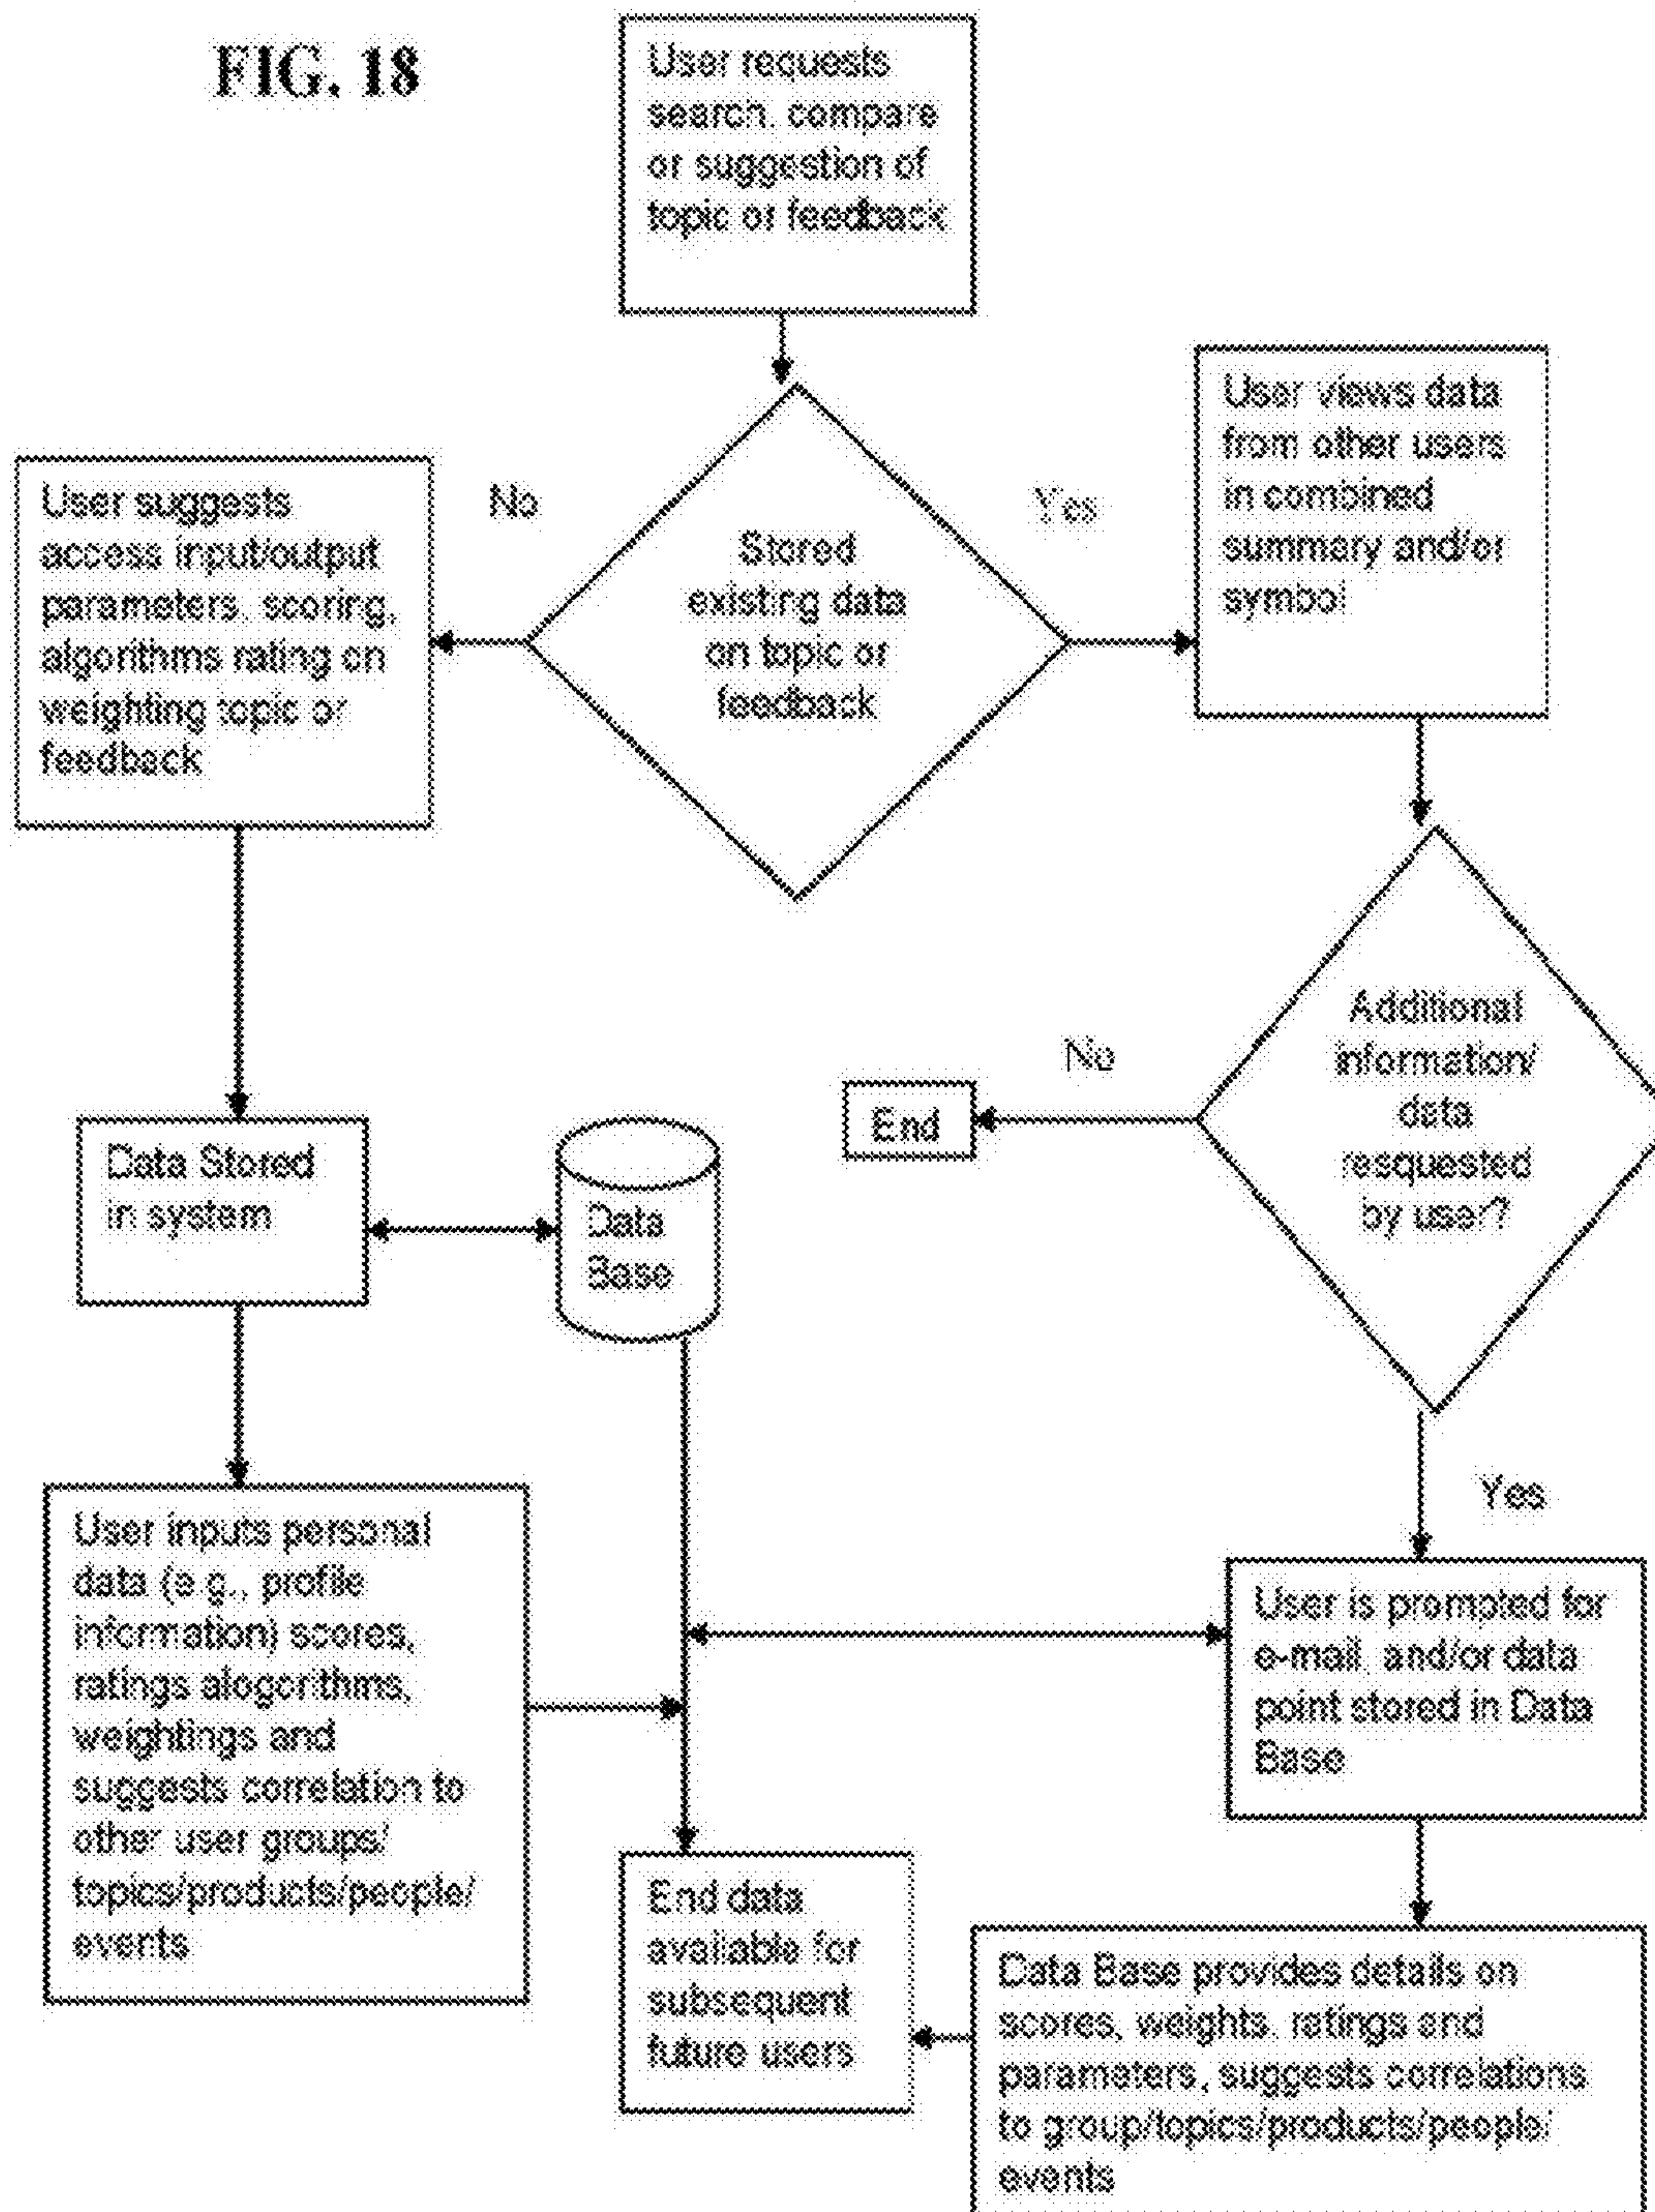 FIG. 18
User requests
search, compare
or suggestion of
topic or feedback
Stored
existing data
on topic or
feedback
No
Yes
User suggests
access input/output
parameters, scoring,
algorithms rating on
weighting topic or
feedback
User views data
from other users
in combined
summary and/or
symbol
Additional
information/
data
resquested
by user?
No
End
Yes
Data Stored
in system
Data
Base
User inputs personal
data (e.g., profile
information) scores,
ratings alogorithms,
weightings and
suggests correlation to
other user groups/
topics/products/people/
events
User is prompted for
e-mail, and/or data
point stored in Data
Base
End data
available for
subsequent
future users
Data Base provides details on
scores, weights, ratings and
parameters, suggests correlations
to group/topics/products/people/
events